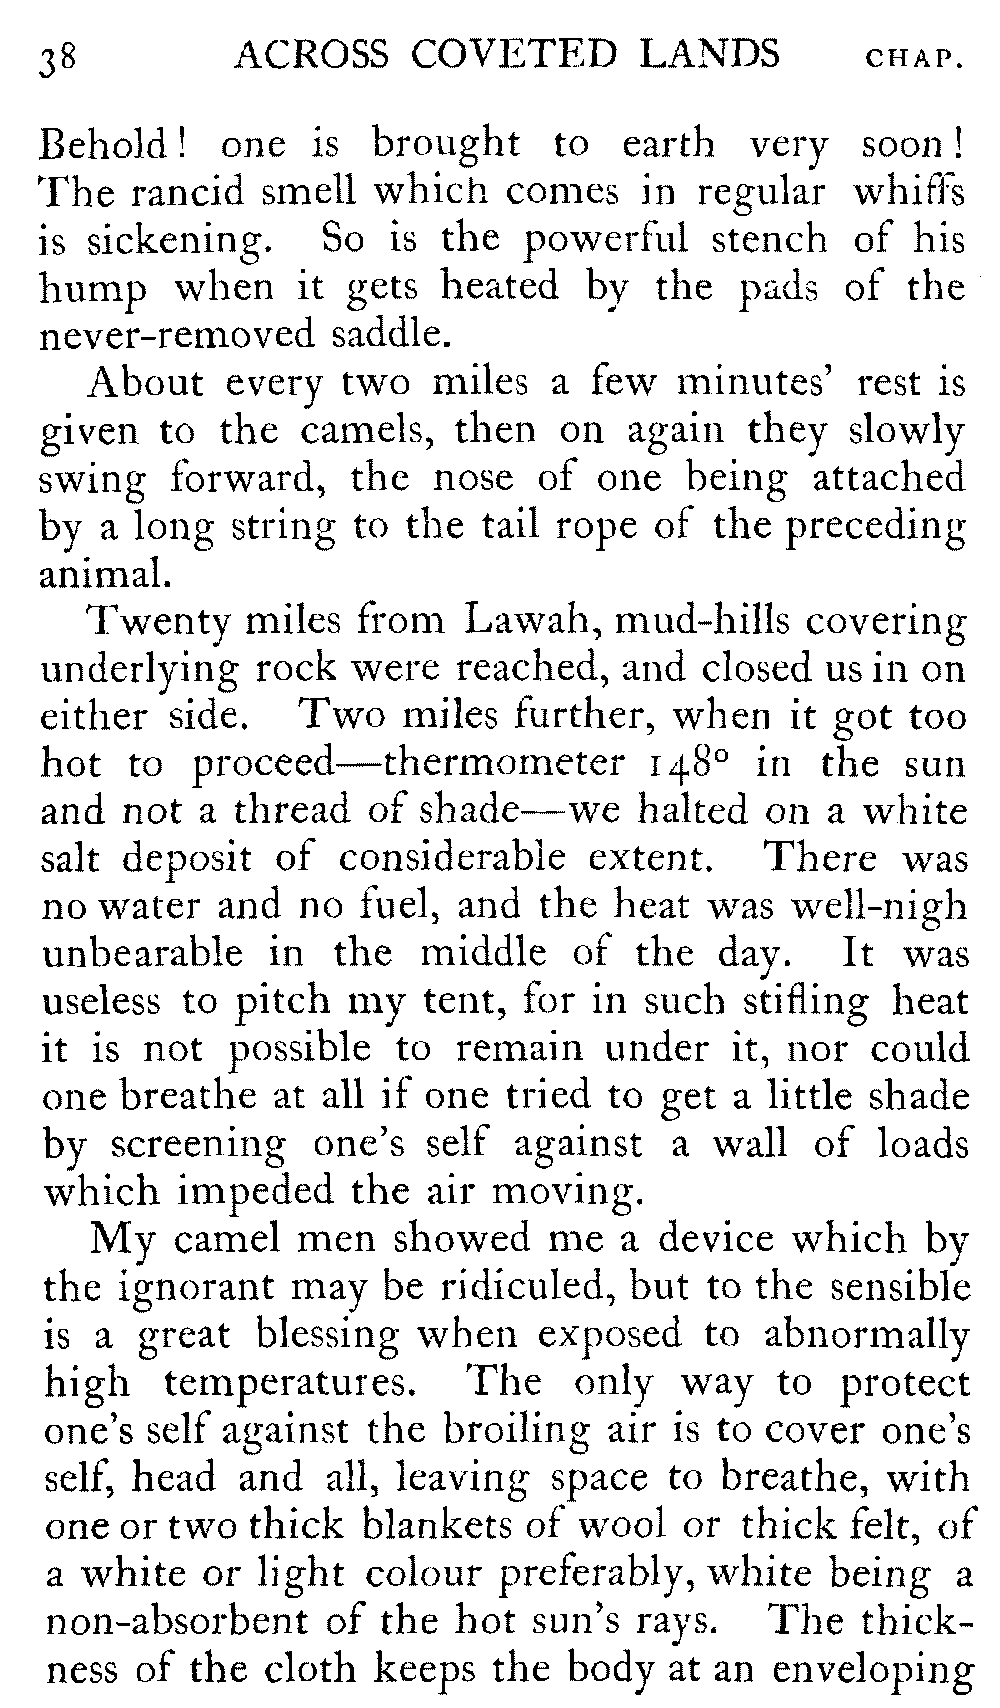 38 ACROSS COVETED LANDS CHAP.
Behold! one is brought to earth very soon!
The rancid smell which comes in regular whiffs
is sickening. So is the powerful stench of his
hump when it gets heated by the pads of the
never-removed saddle.
About every two miles a few minutes' rest is
given to the camels, then on again they slowly
swing forward, the nose of one being attached
by a long string to the tail rope of the preceding
animal.
Twenty miles from Lawah, mud-hills covering
underlying rock were reached, and closed us in on
either side. Two miles further, when it got too
hot to proceed—thermometer 148° in the sun
and not a thread of shade—we halted on a white
salt deposit of considerable extent. There was
no water and no fuel, and the heat was well-nigh
unbearable in the middle of the day. It was
useless to pitch my tent, for in such stifling heat
it is not possible to remain under it, nor could
one breathe at all if one tried to get a little shade
by screening one's self against a wall of loads
which impeded the air moving.
My camel men showed me a device which by
the ignorant may be ridiculed, but to the sensible
is a great blessing when exposed to abnormally
high temperatures. The only way to protect
one's self against the broiling air is to cover one's
self, head and all, leaving space to breathe, with
one or two thick blankets of wool or thick felt, of
a white or light colour preferably, white being a
non-absorbent of the hot sun's rays. The thick-
ness of the cloth keeps the body at an enveloping